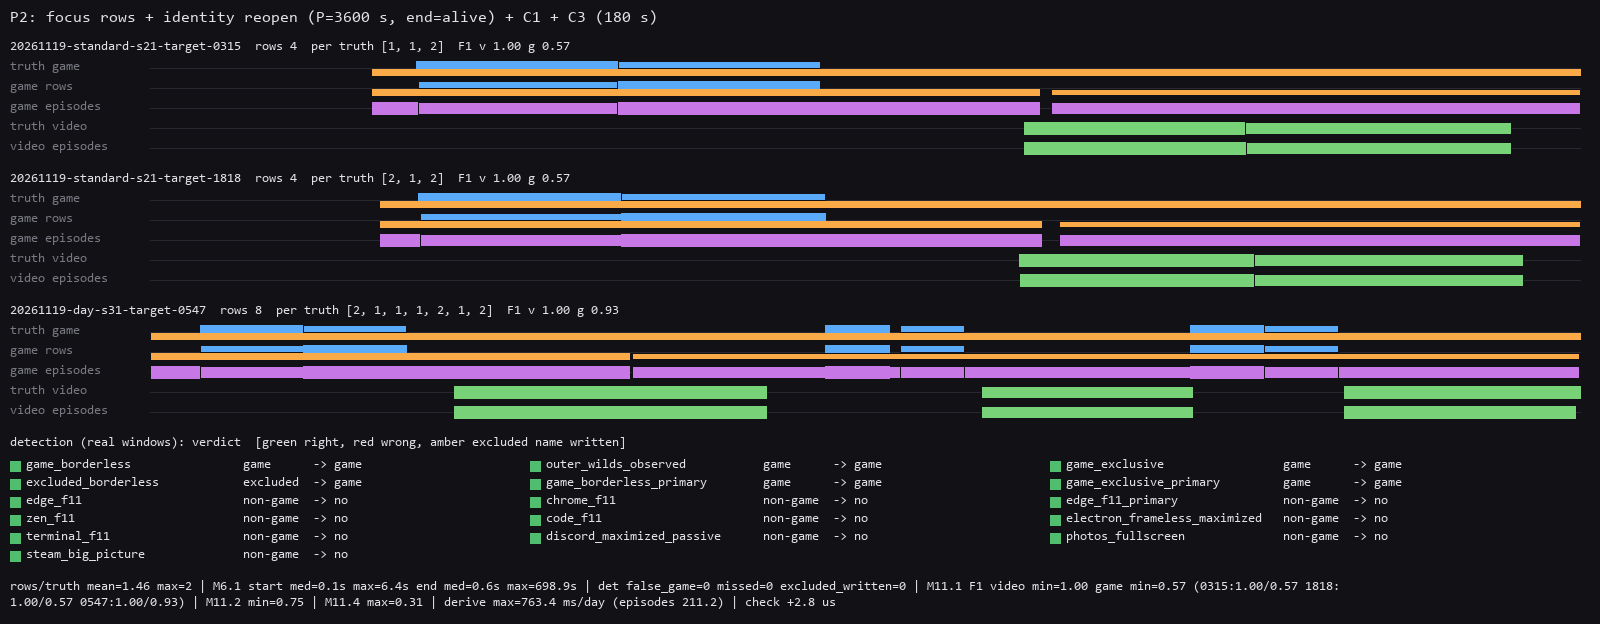 P2: focus rows + identity reopen (P=3600 s, end=alive) + C1 + C3 (180 s)
20261119-standard-s21-target-0315  rows 4  per truth [1, 1, 2]  F1 v 1.00 g 0.57
truth game
game rows
game episodes
truth video
video episodes
20261119-standard-s21-target-1818  rows 4  per truth [2, 1, 2]  F1 v 1.00 g 0.57
truth game
game rows
game episodes
truth video
video episodes
20261119-day-s31-target-0547  rows 8  per truth [2, 1, 1, 1, 2, 1, 2]  F1 v 1.00 g 0.93
truth game
game rows
game episodes
truth video
video episodes
detection (real windows): verdict  [green right, red wrong, amber excluded name written]
game_borderless game -> game outer_wilds_observed game -> game game_exclusive game -> game
excluded_borderless excluded -> game game_borderless_primary game -> game game_exclusive_primary game -> game
edge_f11 non-game -> no chrome_f11 non-game -> no edge_f11_primary non-game -> no
zen_f11 non-game -> no code_f11 non-game -> no electron_frameless_maximized non-game -> no
terminal_f11 non-game -> no discord_maximized_passive non-game -> no photos_fullscreen non-game -> no
steam_big_picture non-game -> no
rows/truth mean=1.46 max=2 | M6.1 start med=0.1s max=6.4s end med=0.6s max=698.9s | det false_game=0 missed=0 excluded_written=0 | M11.1 F1 video min=1.00 game min=0.57 (0315:1.00/0.57 1818:
1.00/0.57 0547:1.00/0.93) | M11.2 min=0.75 | M11.4 max=0.31 | derive max=763.4 ms/day (episodes 211.2) | check +2.8 us